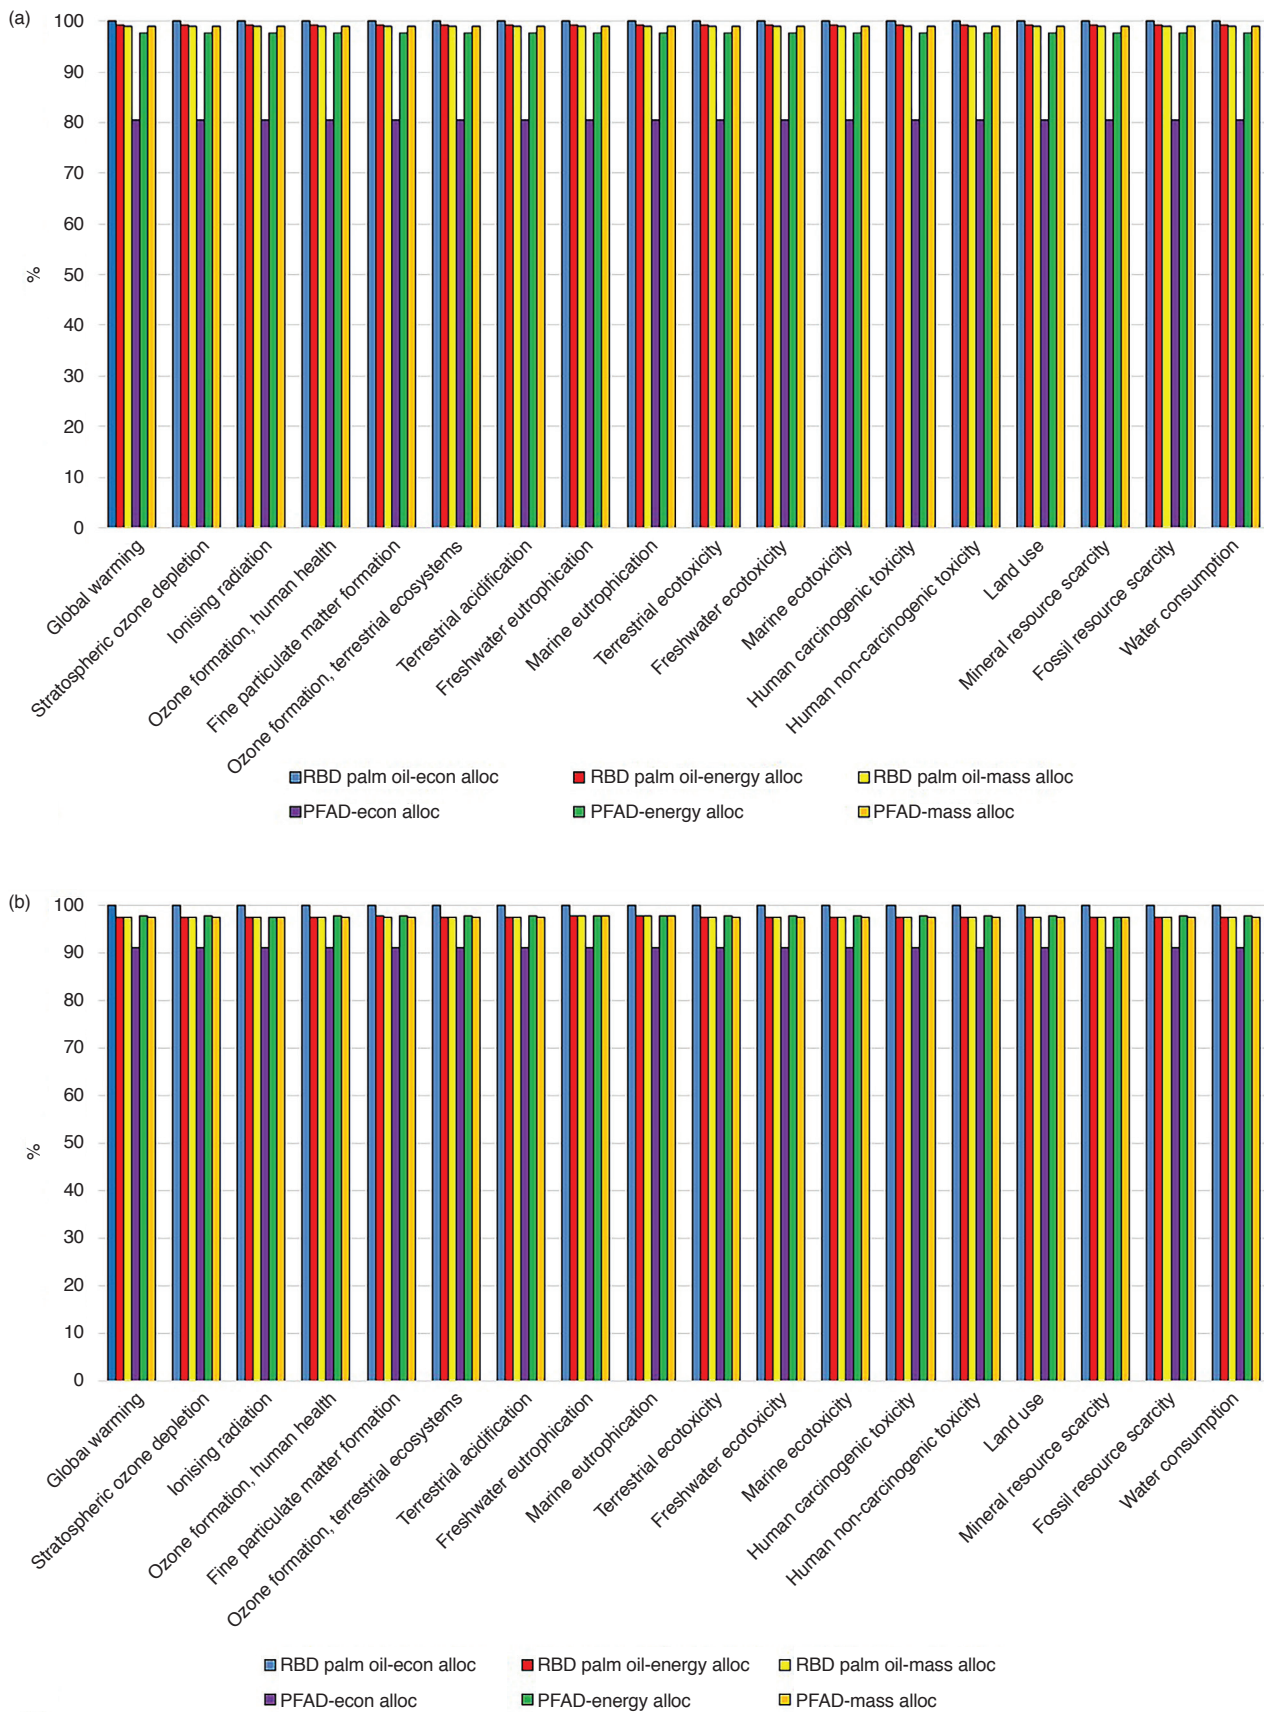 (a)
100
90
80
70
60
50
40
30
20
10
0
%
Global warming
Stratospheric ozone depletion
Ionising radiation
Ozone formation, human health
Fine particulate matter formation
Ozone formation, terrestrial ecosystems
Terrestrial acidification
Freshwater eutrophication
Marine eutrophication
Terrestrial ecotoxicity
Freshwater ecotoxicity
Marine ecotoxicity
Human carcinogenic toxicity
Human non-carcinogenic toxicity
Land use
Mineral resource scarcity
Fossil resource scarcity
Water consumption
RBD palm oil-econ alloc
RBD palm oil-energy alloc
RBD palm oil-mass alloc
PFAD-econ alloc
PFAD-energy alloc
PFAD-mass alloc
(b)
100
90
80
70
60
50
40
30
20
10
0
%
Global warming
Stratospheric ozone depletion
Ionising radiation
Ozone formation, human health
Fine particulate matter formation
Ozone formation, terrestrial ecosystems
Terrestrial acidification
Freshwater eutrophication
Marine eutrophication
Terrestrial ecotoxicity
Freshwater ecotoxicity
Marine ecotoxicity
Human carcinogenic toxicity
Human non-carcinogenic toxicity
Land use
Mineral resource scarcity
Fossil resource scarcity
Water consumption
RBD palm oil-econ alloc
RBD palm oil-energy alloc
RBD palm oil-mass alloc
PFAD-econ alloc
PFAD-energy alloc
PFAD-mass alloc